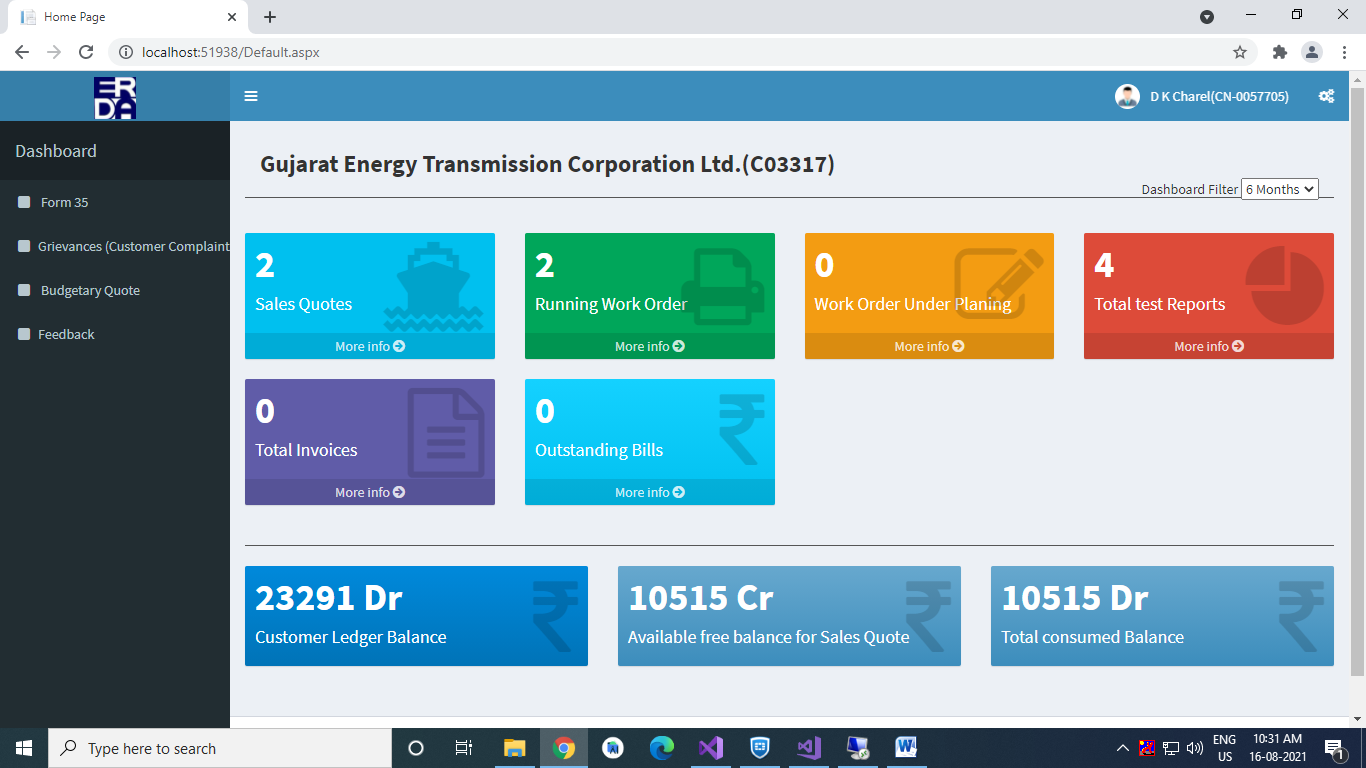 Home Page
localhost:51938/Default.aspx
ERDA
D K Charel(CN-0057705)
Dashboard
Form 35
Grievances (Customer Complaint
Budgetary Quote
Feedback
Gujarat Energy Transmission Corporation Ltd.(C03317)
Dashboard Filter 6 Months
2
Sales Quotes
More info
2
Running Work Order
More info
0
Work Order Under Planing
More info
4
Total test Reports
More info
0
Total Invoices
More info
0
Outstanding Bills
More info
23291 Dr
Customer Ledger Balance
10515 Cr
Available free balance for Sales Quote
10515 Dr
Total consumed Balance
Type here to search
ENG
US
10:31 AM
16-08-2021
1